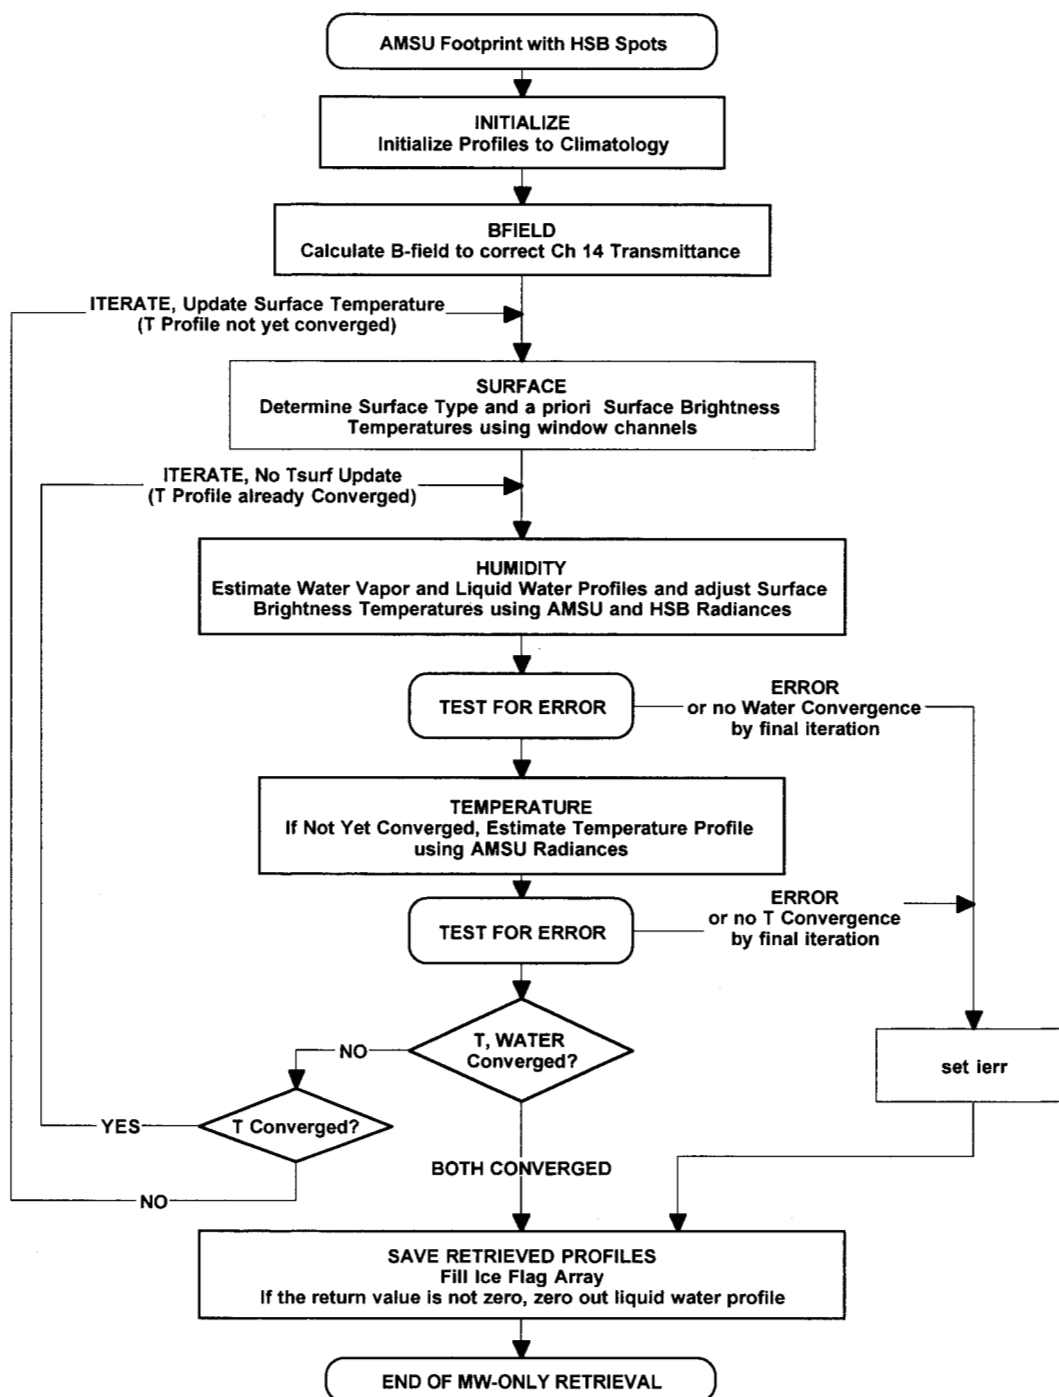 AMSU Footprint with HSB Spots
INITIALIZE
Initialize Profiles to Climatology
BFIELD
Calculate B-field to correct Ch 14 Transmittance
ITERATE, Update Surface Temperature
(T Profile not yet converged)
SURFACE
Determine Surface Type and a priori Surface Brightness
Temperatures using window channels
ITERATE, No Tsurf Update
(T Profile already Converged)
HUMIDITY
Estimate Water Vapor and Liquid Water Profiles and adjust Surface
Brightness Temperatures using AMSU and HSB Radiances
TEST FOR ERROR
ERROR
or no Water Convergence
by final iteration
TEMPERATURE
If Not Yet Converged, Estimate Temperature Profile
using AMSU Radiances
TEST FOR ERROR
ERROR
or no T Convergence
by final iteration
T, WATER
Converged?
NO
set ierr
T Converged?
YES
NO
BOTH CONVERGED
SAVE RETRIEVED PROFILES
Fill Ice Flag Array
If the return value is not zero, zero out liquid water profile
END OF MW-ONLY RETRIEVAL